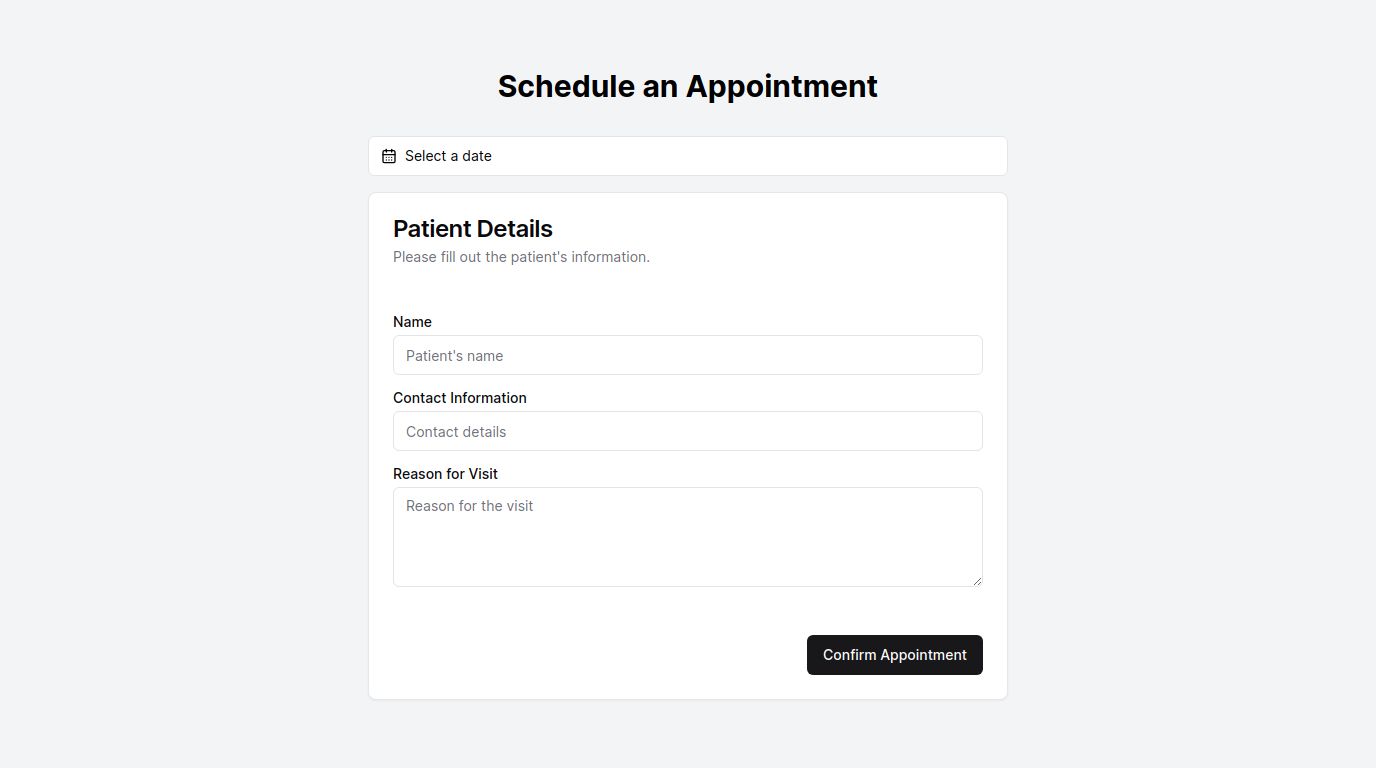 Schedule an Appointment
Select a date
Patient Details
Please fill out the patient's information.
Name
Patient's name
Contact Information
Contact details
Reason for Visit
Reason for the visit
Confirm Appointment